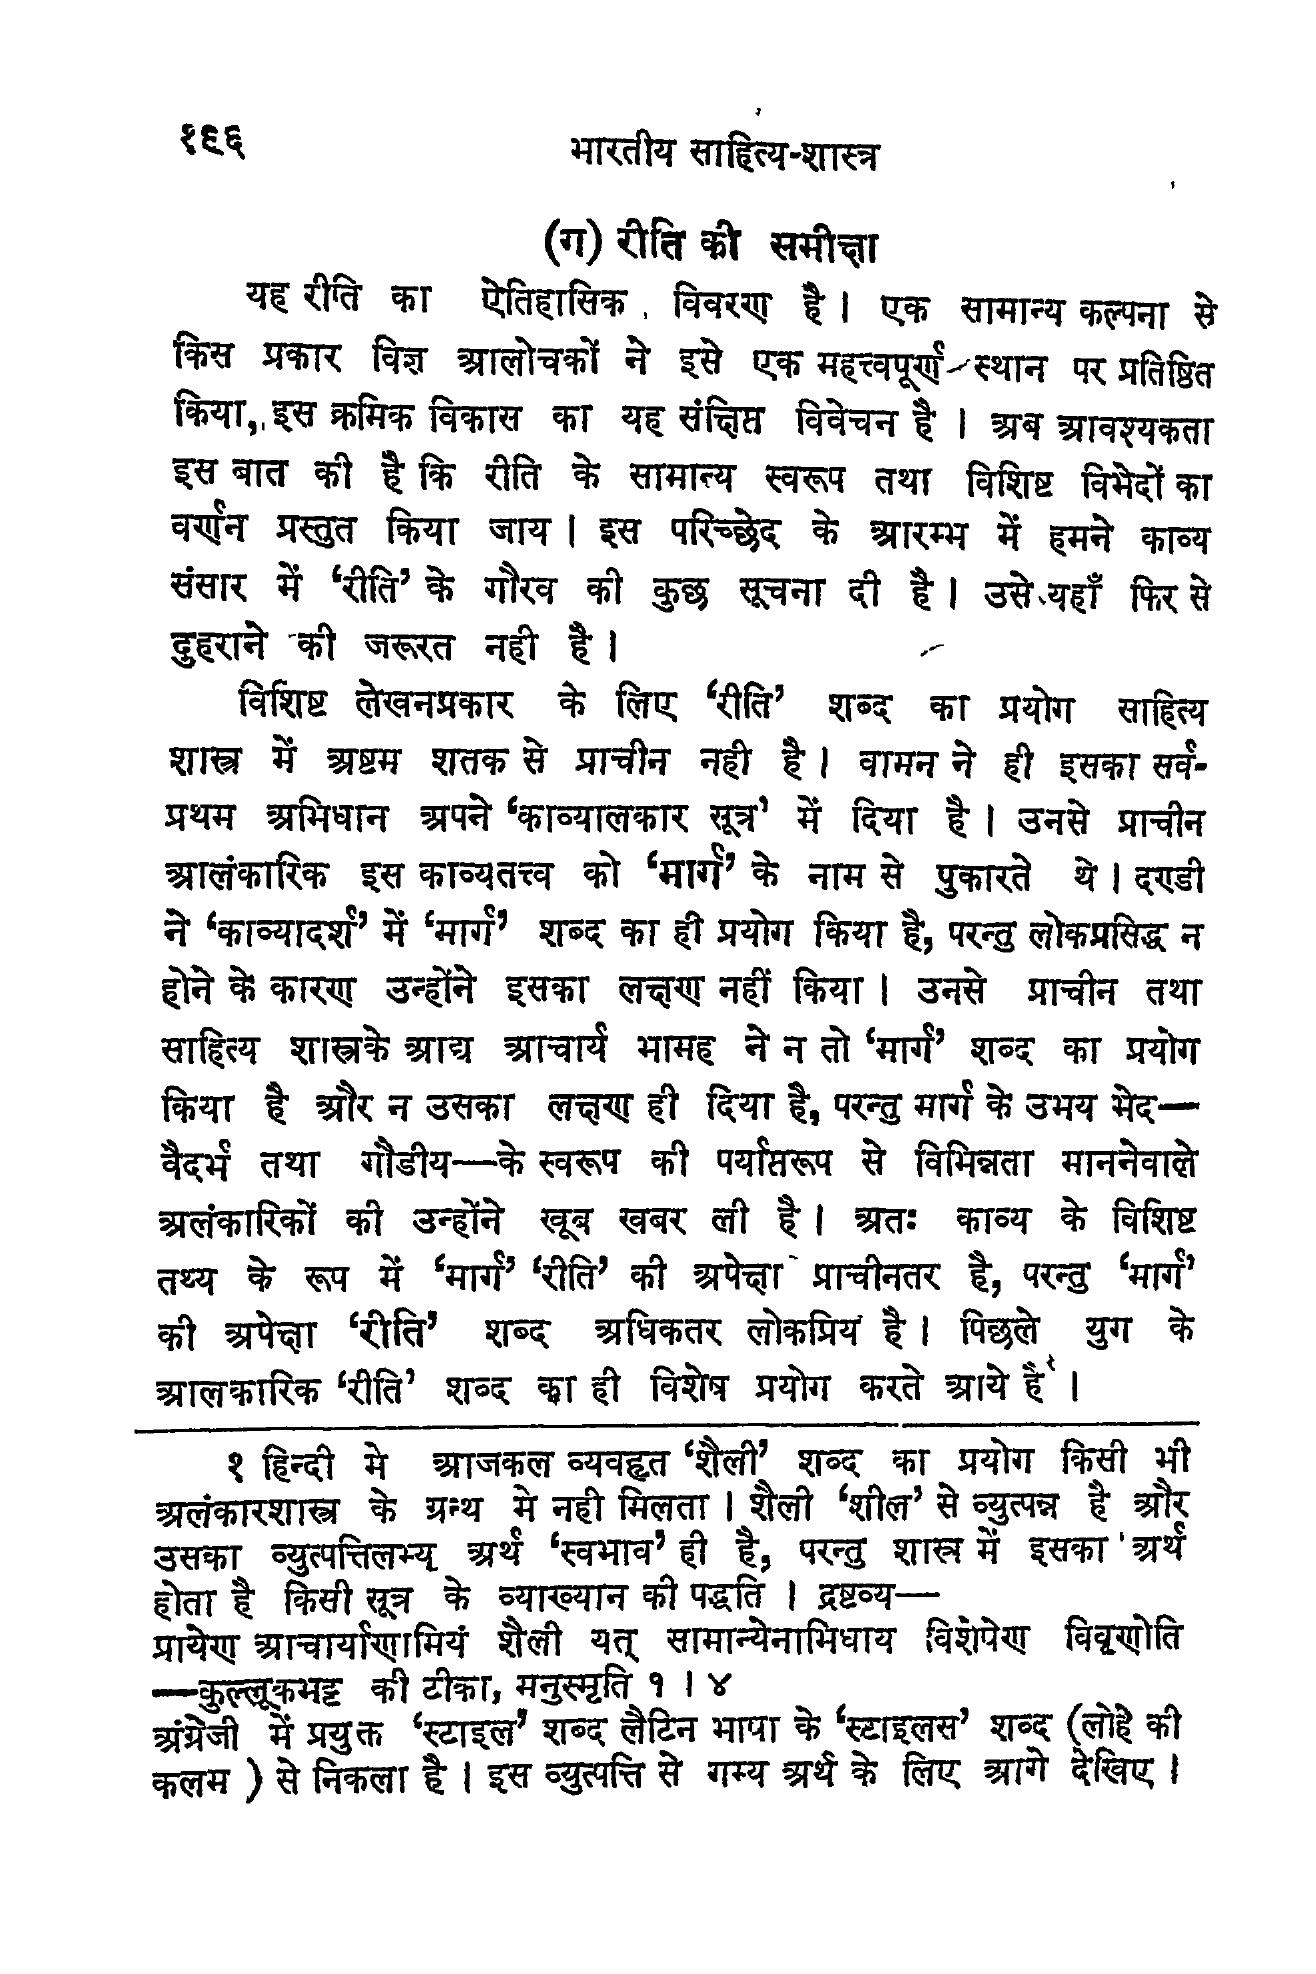 १९६
भारतीय साहित्य-शास्त्र
(ग) रीति की समीक्षा
यह रीति का ऐतिहासिक विवरण है। एक सामान्य कल्पना से
किस प्रकार विज्ञ आलोचकों ने इसे एक महत्त्वपूर्ण स्थान पर प्रतिष्ठित
किया, इस क्रमिक विकास का यह संक्षिप्त विवेचन है। अब आवश्यकता
इस बात की है कि रीति के सामान्य स्वरूप तथा विशिष्ट विभेदों का
वर्णन प्रस्तुत किया जाय। इस परिच्छेद के आरम्भ में हमने काव्य
संसार में ‘रीति’ के गौरव की कुछ सूचना दी है। उसे यहाँ फिर से
दुहराने की जरूरत नही है।
विशिष्ट लेखनप्रकार के लिए ‘रीति’ शब्द का प्रयोग साहित्य
शास्त्र में अष्टम शतक से प्राचीन नही है। वामन ने ही इसका सर्व-
प्रथम अभिधान अपने ‘काव्यालकार सूत्र’ में दिया है। उनसे प्राचीन
आलंकारिक इस काव्यतत्त्व को ‘मार्ग’ के नाम से पुकारते थे। दण्डी
ने ‘काव्यादर्श’ में ‘मार्ग’ शब्द का ही प्रयोग किया है, परन्तु लोकप्रसिद्ध न
होने के कारण उन्होंने इसका लक्षण नहीं किया। उनसे प्राचीन तथा
साहित्य शास्त्रके आद्य आचार्य भामह ने न तो ‘मार्ग’ शब्द का प्रयोग
किया है और न उसका लक्षण ही दिया है, परन्तु मार्ग के उभय भेद—
वैदर्भ तथा गौडीय—के स्वरूप की पर्याप्तरूप से विभिन्नता माननेवाले
अलंकारिकों की उन्होंने खूब खबर ली है। अतः काव्य के विशिष्ट
तथ्य के रूप में ‘मार्ग’ ‘रीति’ की अपेक्षा प्राचीनतर है, परन्तु ‘मार्ग’
की अपेक्षा ‘रीति’ शब्द अधिकतर लोकप्रिय है। पिछले युग के
आलकारिक ‘रीति’ शब्द का ही विशेष प्रयोग करते आये है¹।
१ हिन्दी मे आजकल व्यवहृत ‘शैली’ शब्द का प्रयोग किसी भी
अलंकारशास्त्र के ग्रन्थ मे नही मिलता। शैली ‘शील’ से व्युत्पन्न है और
उसका व्युत्पत्तिलभ्य अर्थ ‘स्वभाव’ ही है, परन्तु शास्त्र में इसका अर्थ
होता है किसी सूत्र के व्याख्यान की पद्धति। द्रष्टव्य—
प्रायेण आचार्याणामियं शैली यत् सामान्येनाभिधाय विशेषेण विवृणोति
—कुल्लूकभट्ट की टीका, मनुस्मृति १।४
अंग्रेजी में प्रयुक्त ‘स्टाइल’ शब्द लैटिन भाषा के ‘स्टाइलस’ शब्द (लोहे की
कलम) से निकला है। इस व्युत्पत्ति से गम्य अर्थ के लिए आगे देखिए।